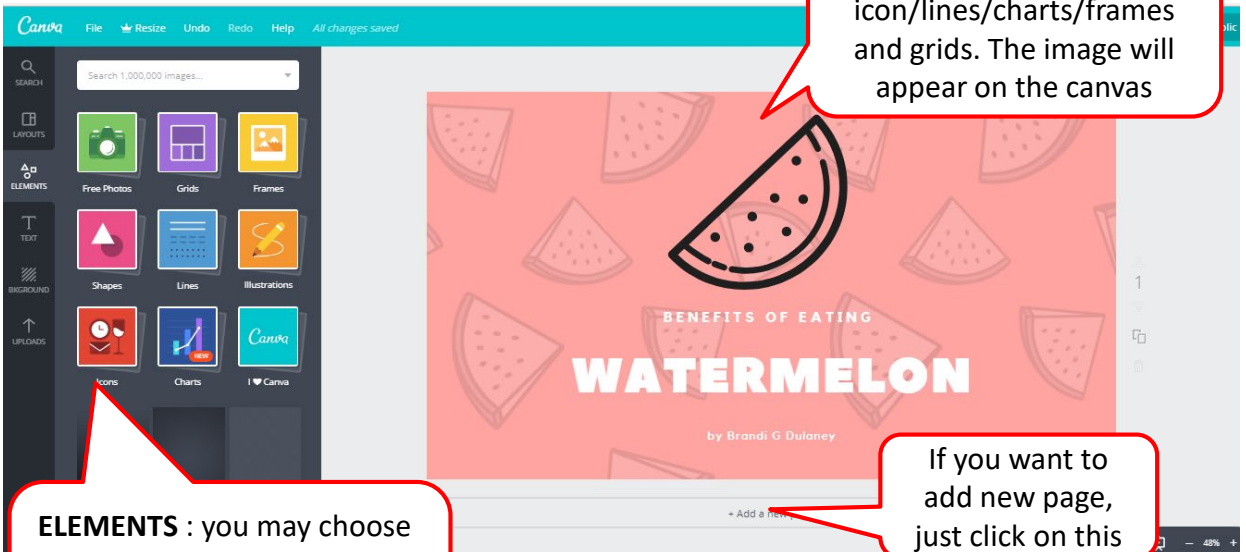 icon/lines/charts/frames
and grids. The image will
appear on the canvas
Canva File Resize Undo Redo Help All changes saved
SEARCH
LAYOUTS
ELEMENTS
TEXT
BKGROUND
UPLOADS
Search 1,000,000 images...
Free Photos Grids Frames
Shapes Lines Illustrations
NEW
Canva
Icons Charts I ♥ Canva
BENEFITS OF EATING
WATERMELON
by Brandi G Dulaney
1
+ Add a new
If you want to
add new page,
just click on this
ELEMENTS : you may choose
– 48% +